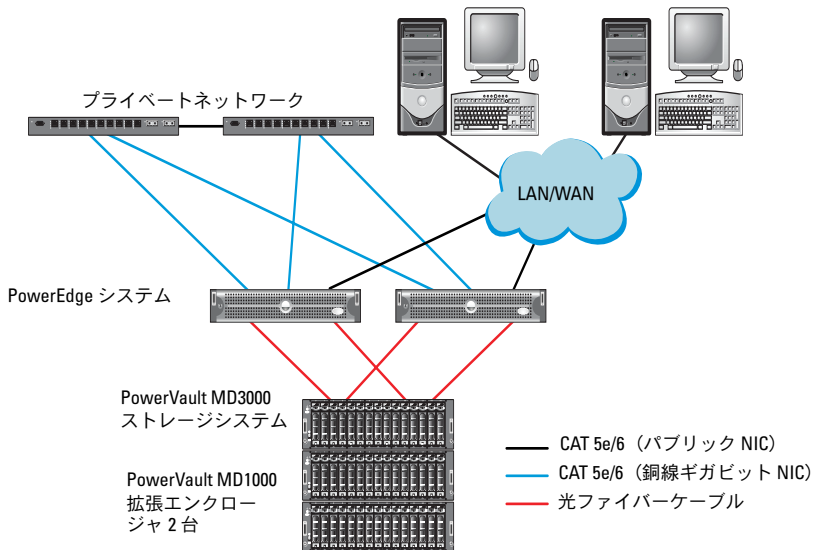 プライベートネットワーク
LAN/WAN
PowerEdge システム
PowerVault MD3000
ストレージシステム
PowerVault MD1000
拡張エンクロー
ジャ 2 台
CAT 5e/6（パブリック NIC）
CAT 5e/6（銅線ギガビット NIC）
光ファイバーケーブル